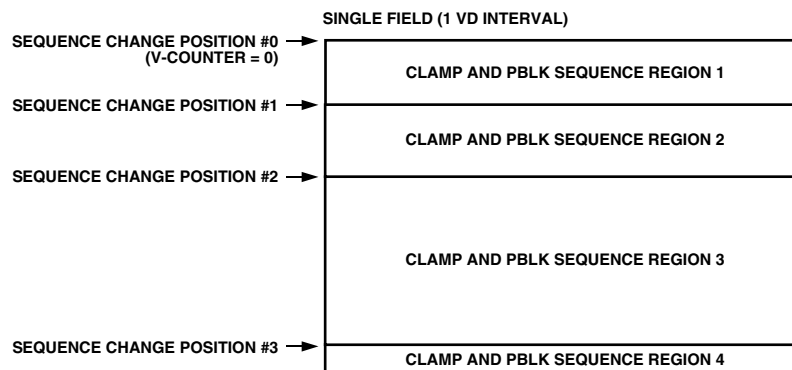 SINGLE FIELD (1 VD INTERVAL)
SEQUENCE CHANGE POSITION #0
(V-COUNTER = 0)
CLAMP AND PBLK SEQUENCE REGION 1
SEQUENCE CHANGE POSITION #1
CLAMP AND PBLK SEQUENCE REGION 2
SEQUENCE CHANGE POSITION #2
CLAMP AND PBLK SEQUENCE REGION 3
SEQUENCE CHANGE POSITION #3
CLAMP AND PBLK SEQUENCE REGION 4